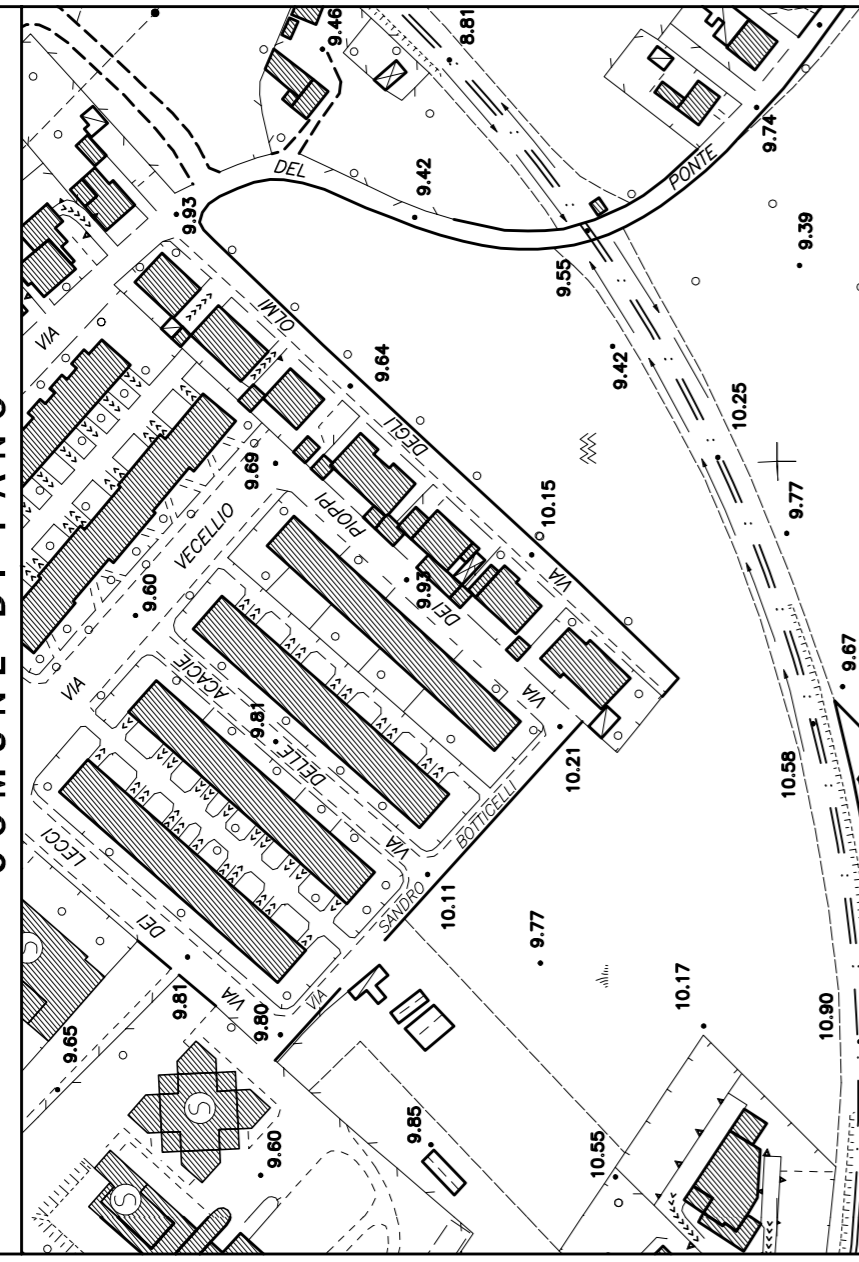 COMUNE DI FANO
9.46
8.81
9.93
DEL
9.42
PONTE
9.74
9.39
9.55
9.42
VIA
OLMI
9.64
DEGLI
10.15
VIA
10.25
9.77
9.69
VECELLIO
VIA
PIOPPI
DEI
VIA
9.93
9.60
ACACIE
DELLE
VIA
9.81
10.21
BOTTICELLI
SANDRO
VIA
10.11
LECCI
DEI
VIA
9.81
9.80
9.65
S
S
S
9.60
9.85
9.77
10.17
10.55
9.67
10.58
10.90